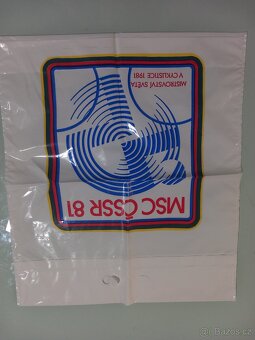 MISTROVSTVÍ SVĚTA
V CYKLISTICE 1981
MSC ČSSR 81
© Bazos.cz